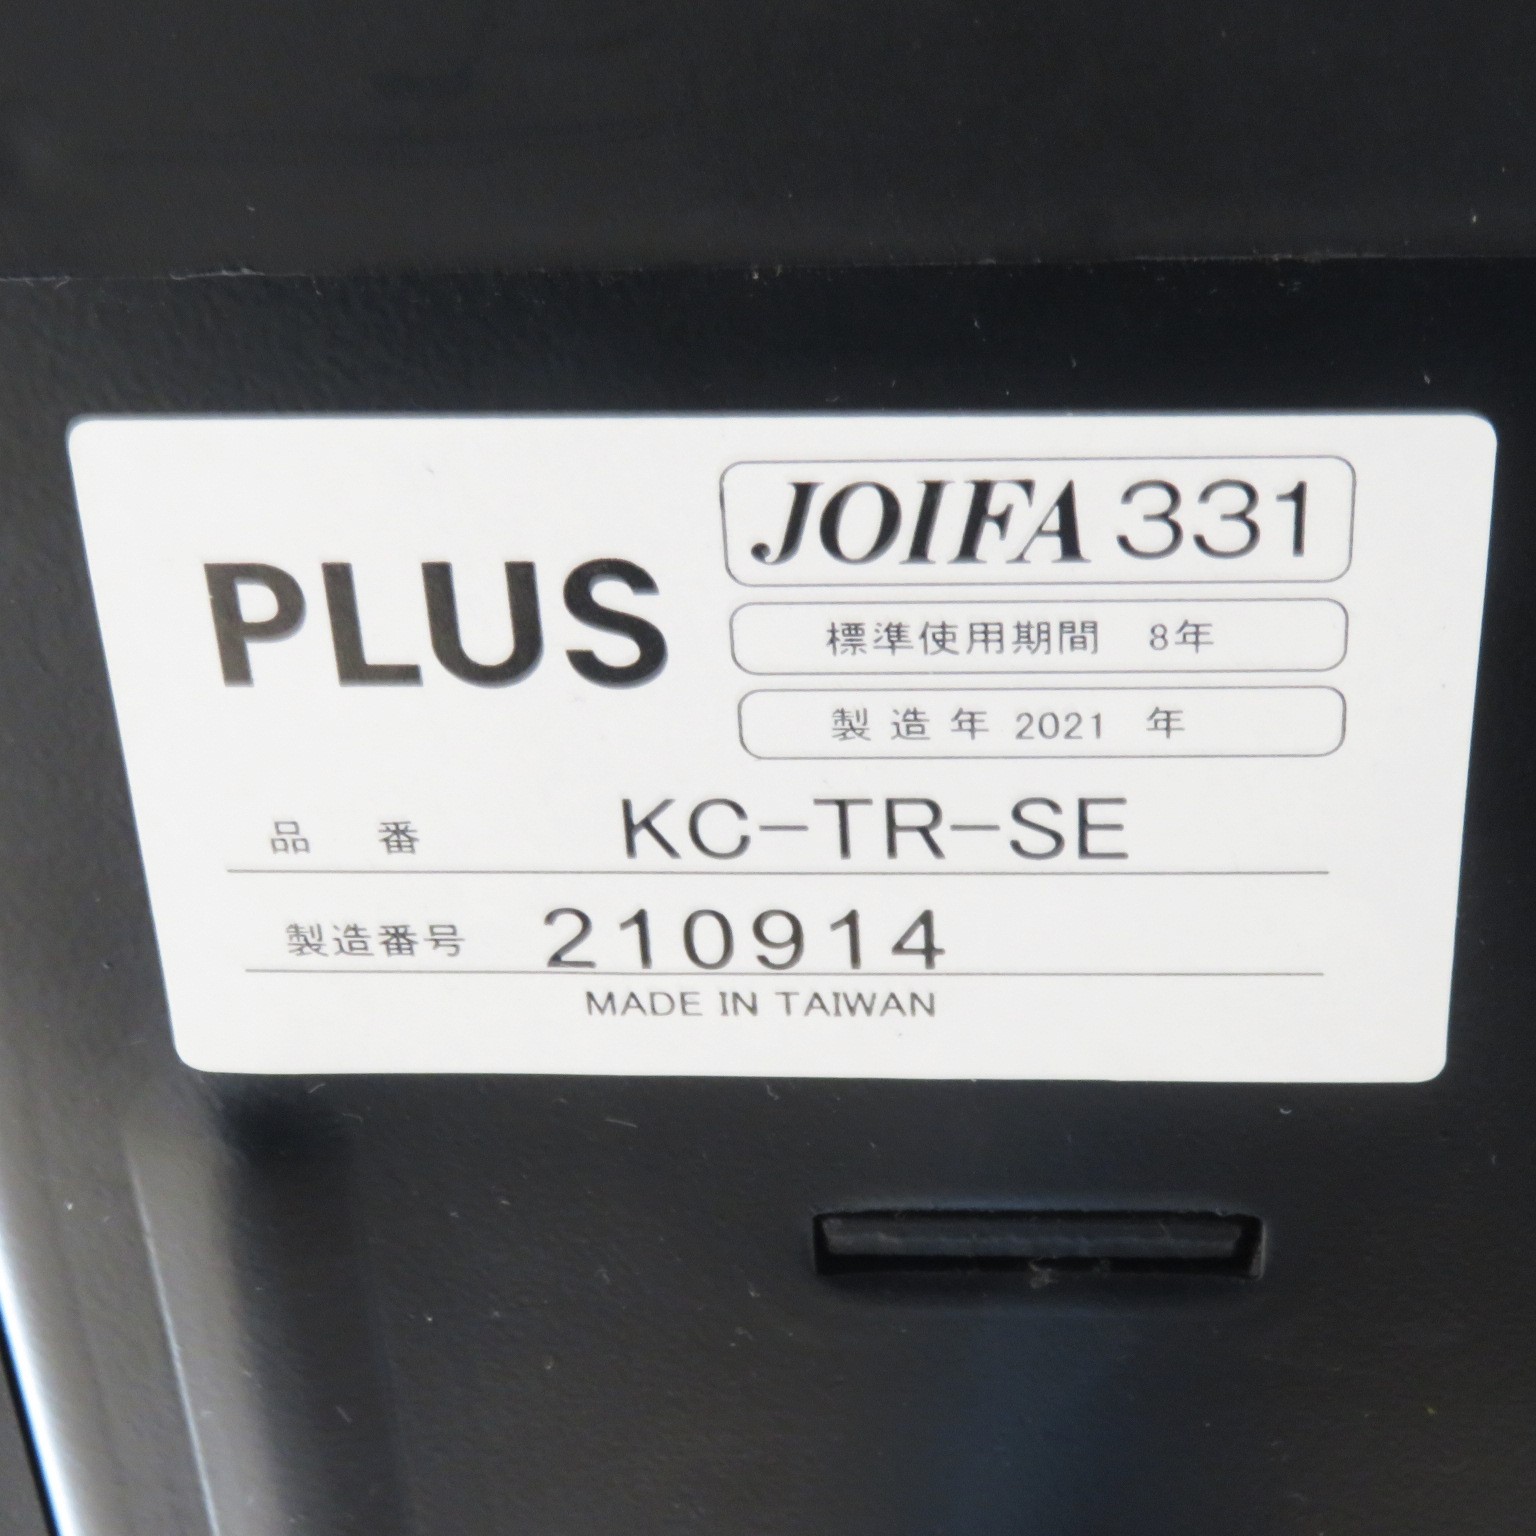 PLUS
JOIFA 331
標準使用期間 8年
製造年 2021 年
品番 KC-TR-SE
製造番号 210914
MADE IN TAIWAN